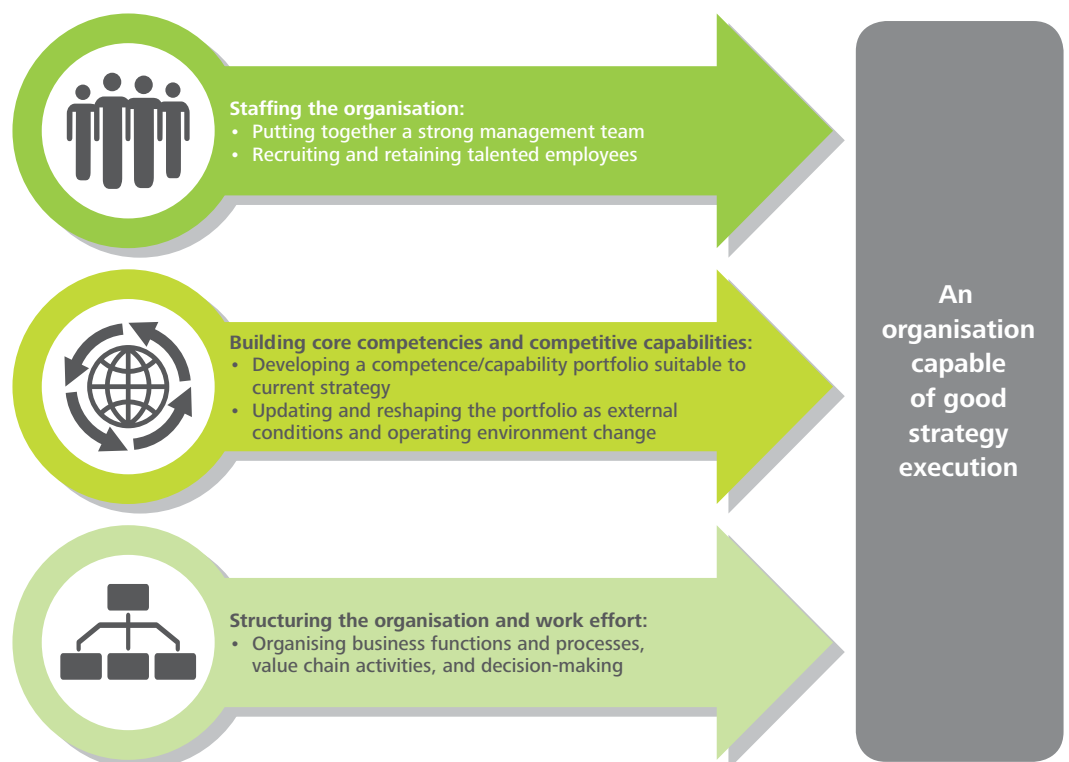 Staffing the organisation:
• Putting together a strong management team
• Recruiting and retaining talented employees
Building core competencies and competitive capabilities:
• Developing a competence/capability portfolio suitable to
current strategy
• Updating and reshaping the portfolio as external
conditions and operating environment change
Structuring the organisation and work effort:
• Organising business functions and processes,
value chain activities, and decision-making
An
organisation
capable
of good
strategy
execution